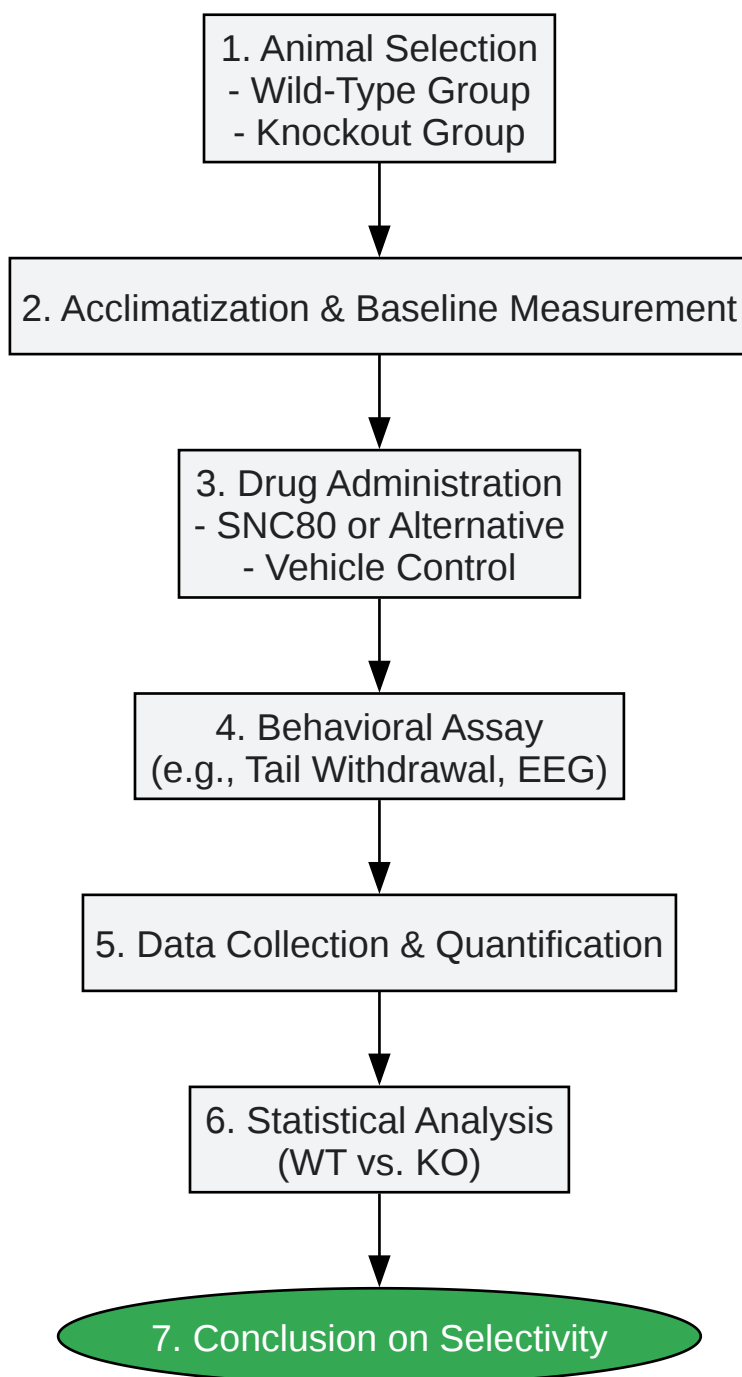 1. Animal Selection
- Wild-Type Group
- Knockout Group
2. Acclimatization & Baseline Measurement
3. Drug Administration
- SNC80 or Alternative
- Vehicle Control
4. Behavioral Assay
(e.g., Tail Withdrawal, EEG)
5. Data Collection & Quantification
6. Statistical Analysis
(WT vs. KO)
7. Conclusion on Selectivity